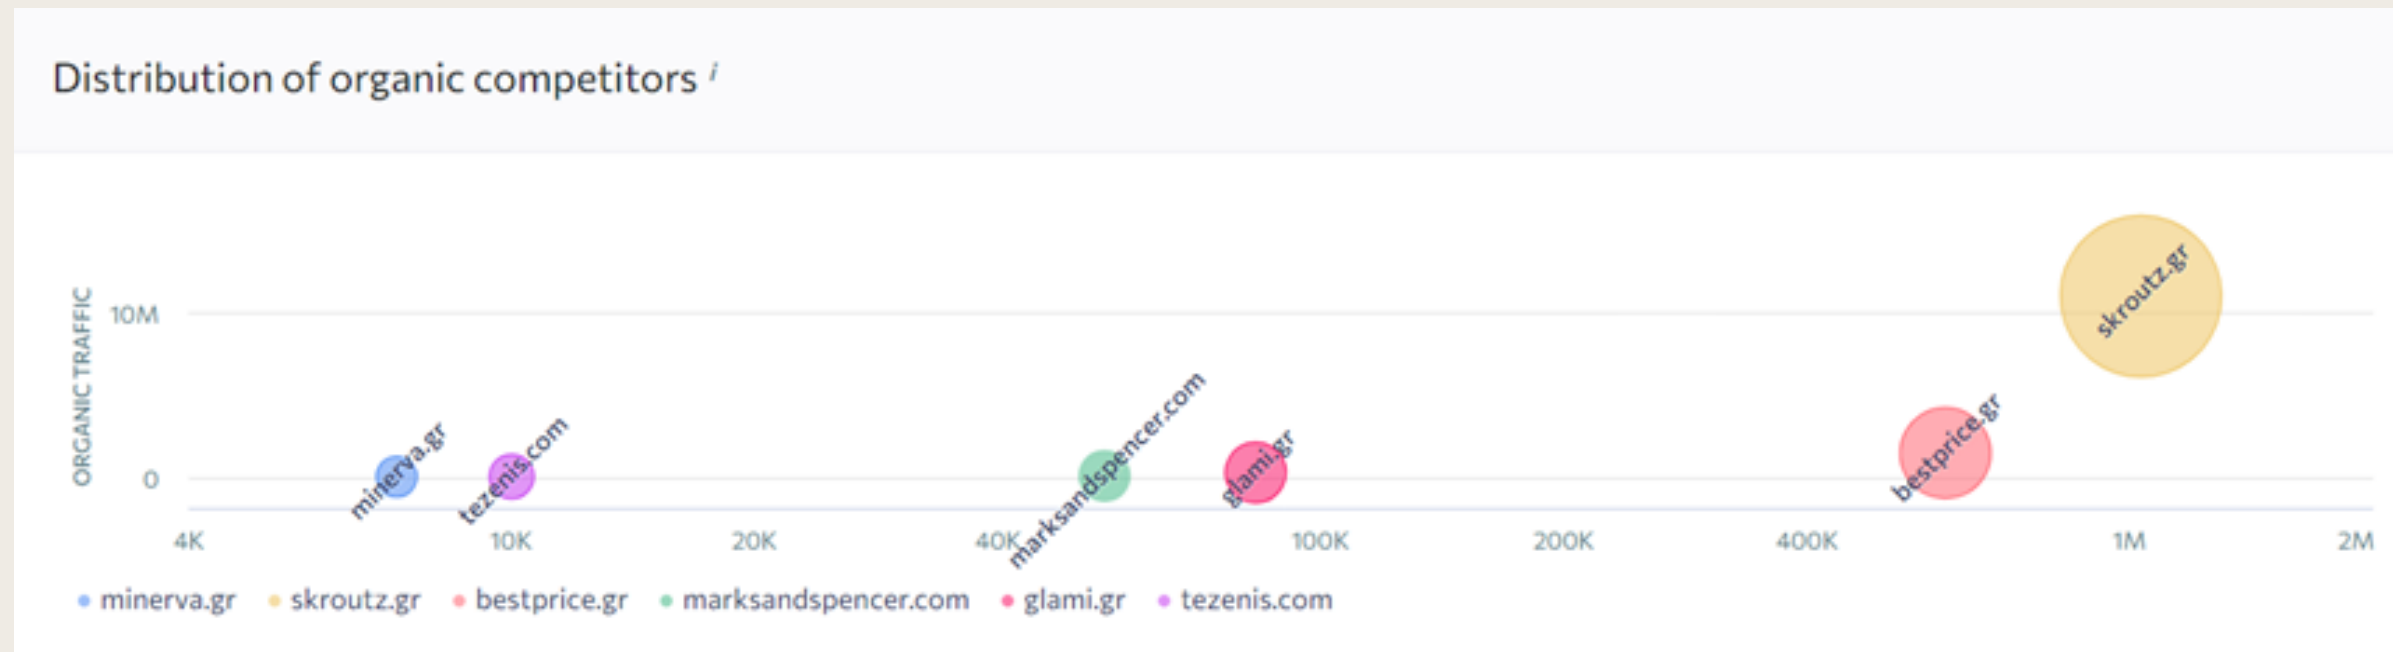 Distribution of organic competitors i
skroutz.gr
ORGANIC TRAFFIC
10M
minerva.gr
tezenis.com
marksandspencer.com
glami.gr
bestprice.gr
0
4K 10K 20K 40K 100K 200K 400K 1M 2M
minerva.gr skroutz.gr bestprice.gr marksandspencer.com glami.gr tezenis.com